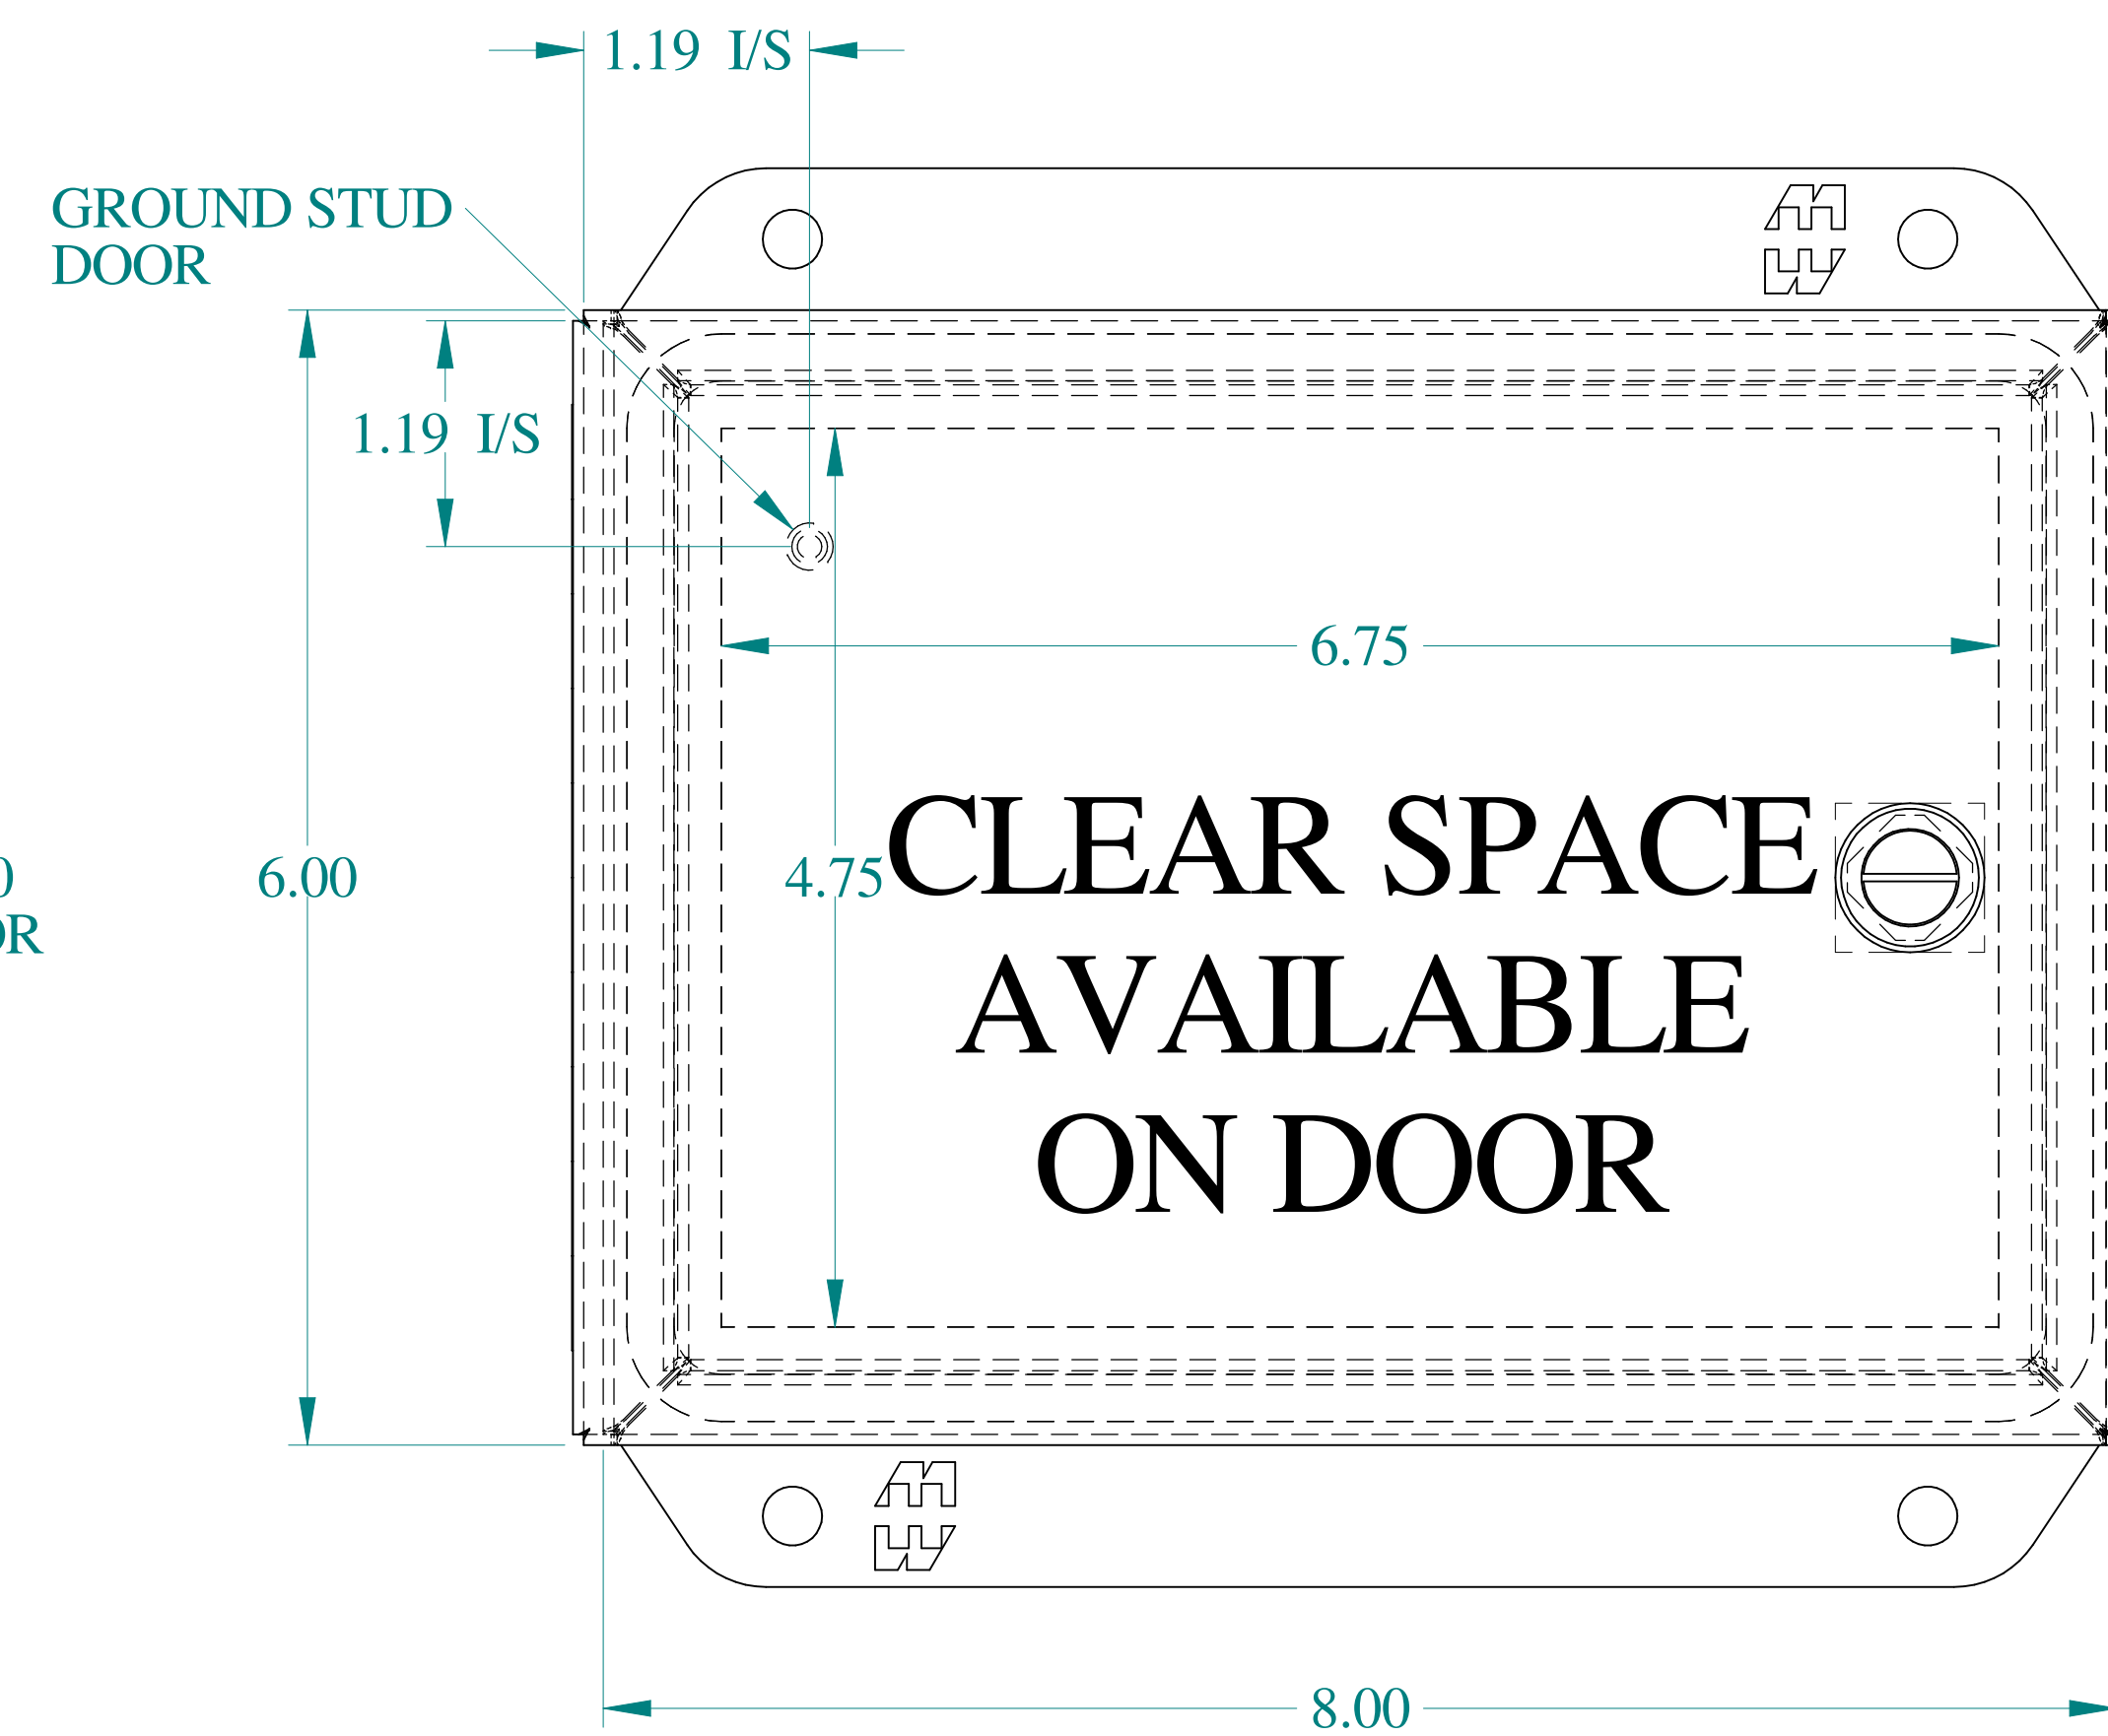 1.19 I/S
GROUND STUD
DOOR
1.19 I/S
6.75
6.00
4.75
CLEAR SPACE
AVAILABLE
ON DOOR
8.00